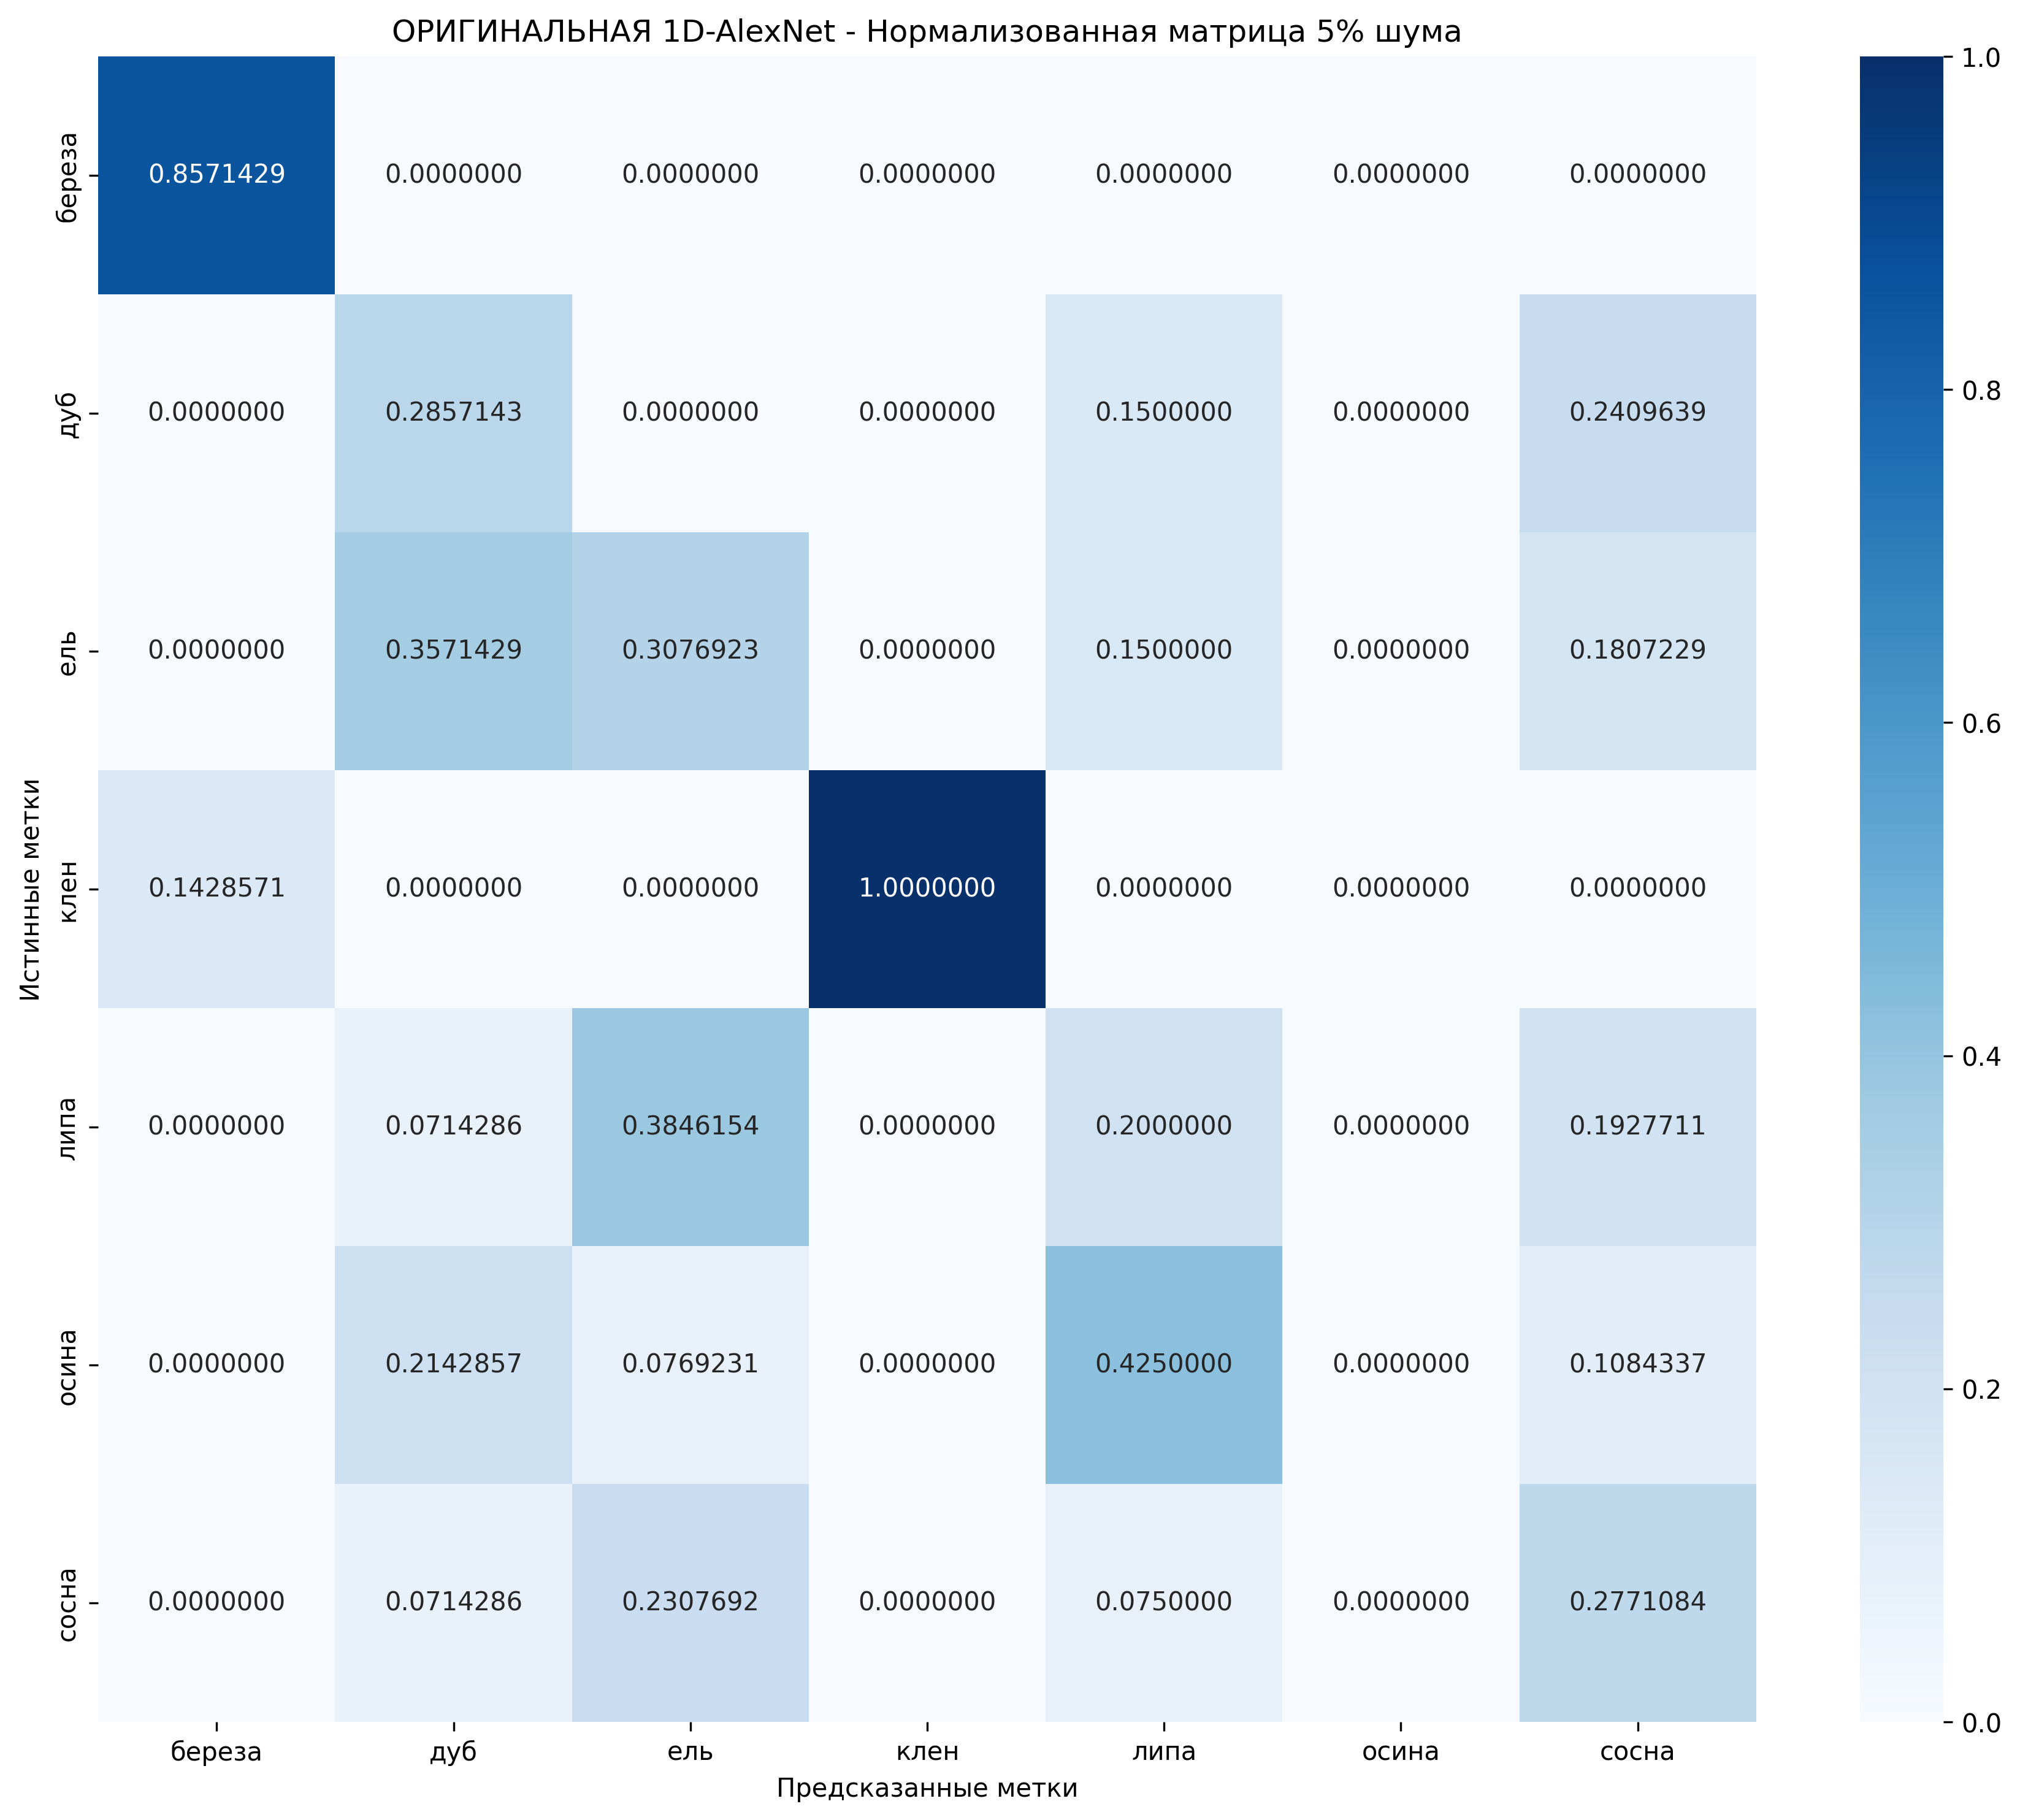 ОРИГИНАЛЬНАЯ 1D-AlexNet - Нормализованная матрица 5% шума
береза 0.8571429 0.0000000 0.0000000 0.0000000 0.0000000 0.0000000 0.0000000
дуб 0.0000000 0.2857143 0.0000000 0.0000000 0.1500000 0.0000000 0.2409639
ель 0.0000000 0.3571429 0.3076923 0.0000000 0.1500000 0.0000000 0.1807229
клен 0.1428571 0.0000000 0.0000000 1.0000000 0.0000000 0.0000000 0.0000000
липа 0.0000000 0.0714286 0.3846154 0.0000000 0.2000000 0.0000000 0.1927711
осина 0.0000000 0.2142857 0.0769231 0.0000000 0.4250000 0.0000000 0.1084337
сосна 0.0000000 0.0714286 0.2307692 0.0000000 0.0750000 0.0000000 0.2771084
Истинные метки
береза дуб ель клен липа осина сосна
Предсказанные метки
1.0
0.8
0.6
0.4
0.2
0.0